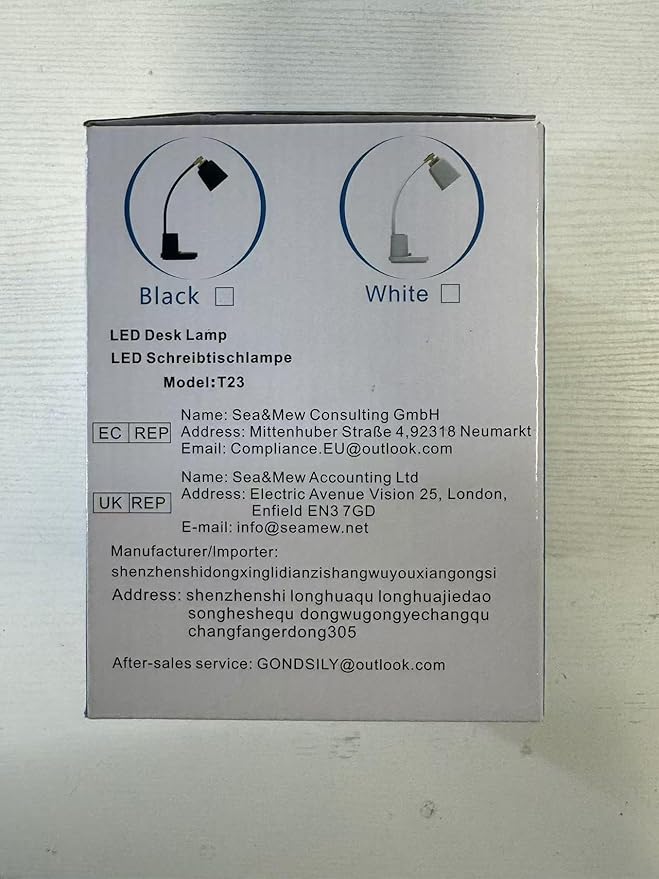 Black
White
LED Desk Lamp
LED Schreibtischlampe
Model:T23
EC REP
Name: Sea&Mew Consulting GmbH
Address: Mittenhuber Straße 4,92318 Neumarkt
Email: Compliance.EU@outlook.com
UK REP
Name: Sea&Mew Accounting Ltd
Address: Electric Avenue Vision 25, London,
Enfield EN3 7GD
E-mail: info@seamew.net
Manufacturer/Importer:
shenzhenshidongxinglidianzishangwuyouxiangongsi
Address: shenzhenshi longhuaqu longhuajiedao
songheshequ dongwugongyechangqu
changfangerdong305
After-sales service: GONDSILY@outlook.com